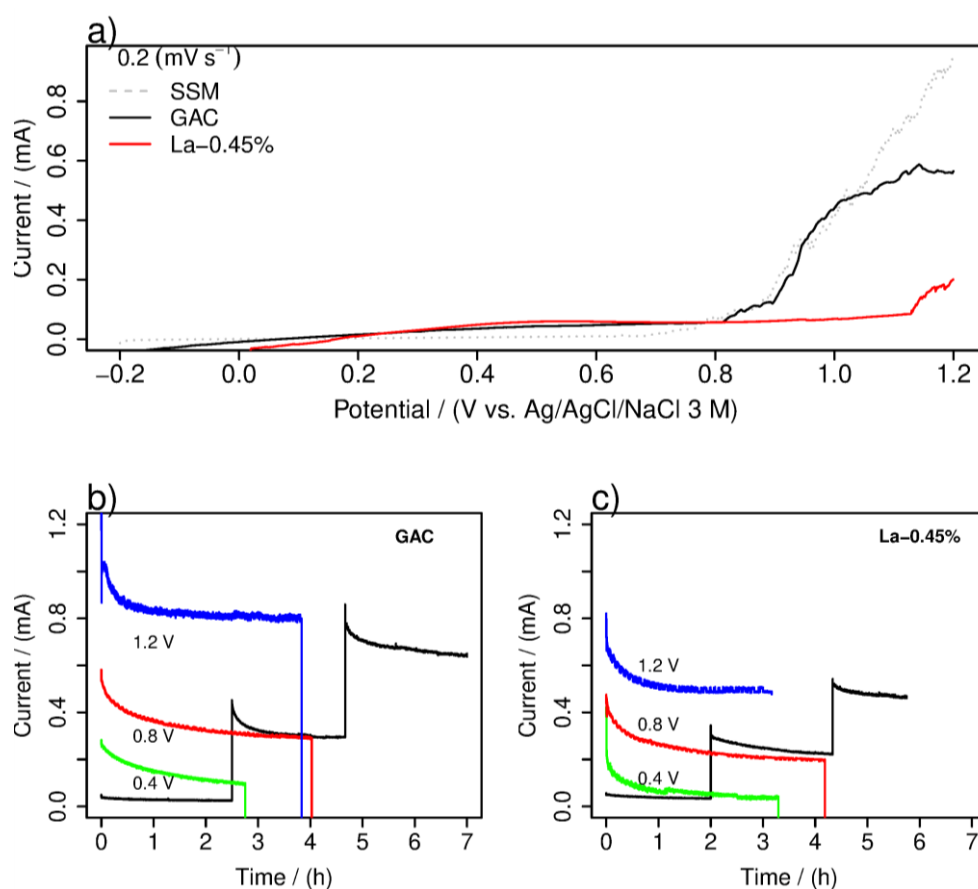 a)
0.2 (mV s⁻¹)
SSM
GAC
La−0.45%
Current / (mA)
0.0 0.2 0.4 0.6 0.8
−0.2 0.0 0.2 0.4 0.6 0.8 1.0 1.2
Potential / (V vs. Ag/AgCl/NaCl 3 M)
b)
GAC
1.2 V
0.8 V
0.4 V
Current / (mA)
0.0 0.4 0.8 1.2
0 1 2 3 4 5 6 7
Time / (h)
c)
La−0.45%
1.2 V
0.8 V
0.4 V
Current / (mA)
0.0 0.4 0.8 1.2
0 1 2 3 4 5 6 7
Time / (h)